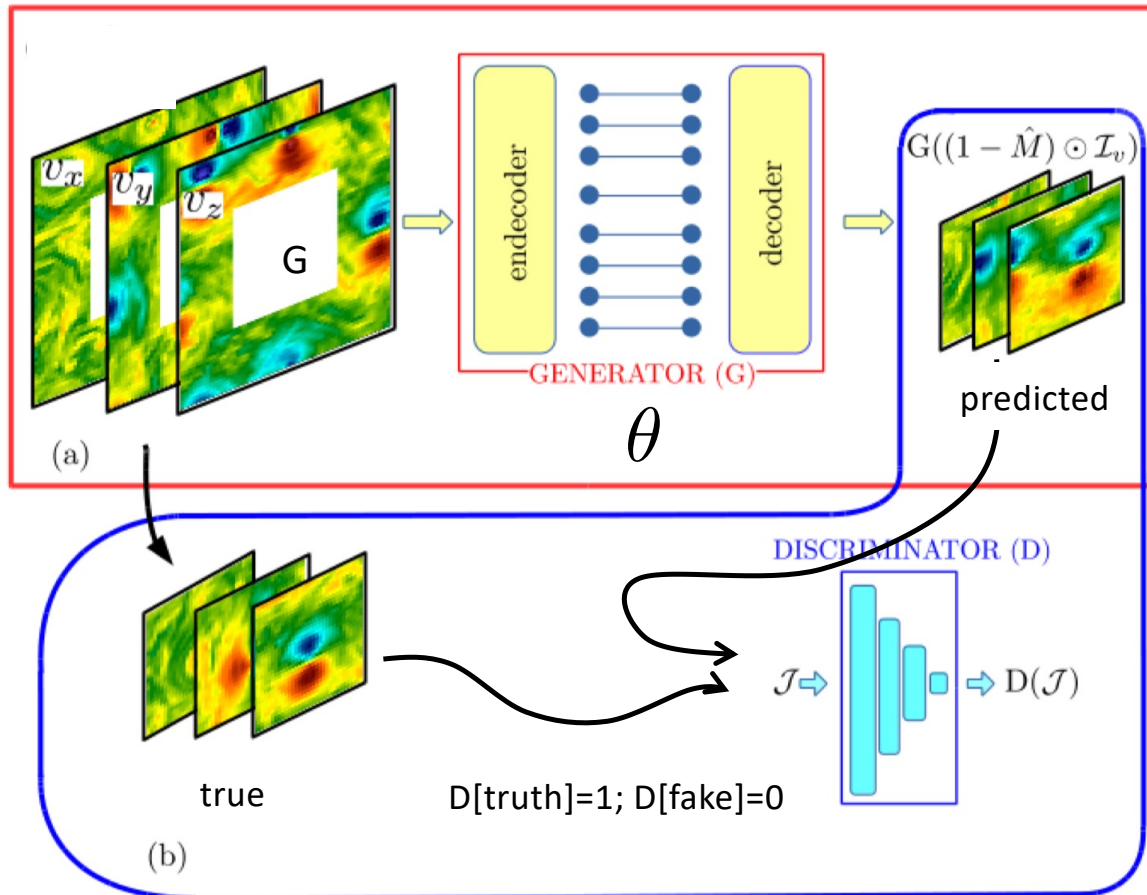 v_x
v_y
v_z
G
endecoder
decoder
GENERATOR (G)
θ
G((1 − M̂) ⊙ ℐ_v)
predicted
(a)
DISCRIMINATOR (D)
𝒥
D(𝒥)
true
D[truth]=1; D[fake]=0
(b)